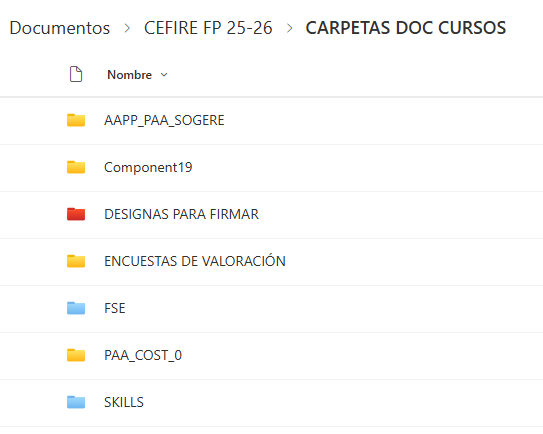 Documentos > CEFIRE FP 25-26 > CARPETAS DOC CURSOS
Nombre
AAPP_PAA_SOGERE
Component19
DESIGNAS PARA FIRMAR
ENCUESTAS DE VALORACIÓN
FSE
PAA_COST_0
SKILLS